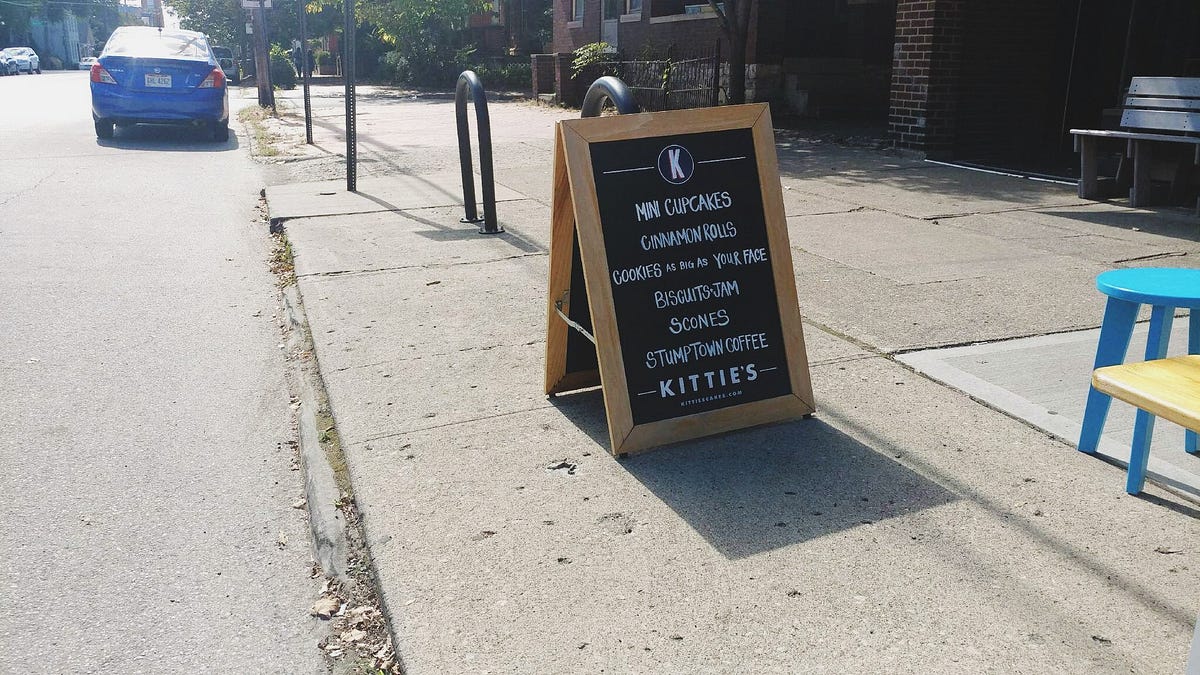 K
MINI CUPCAKES
CINNAMON ROLLS
COOKIES AS BIG AS YOUR FACE
BISCUITS+JAM
SCONES
STUMPTOWN COFFEE
KITTIE'S
KITTIESCAKES.COM